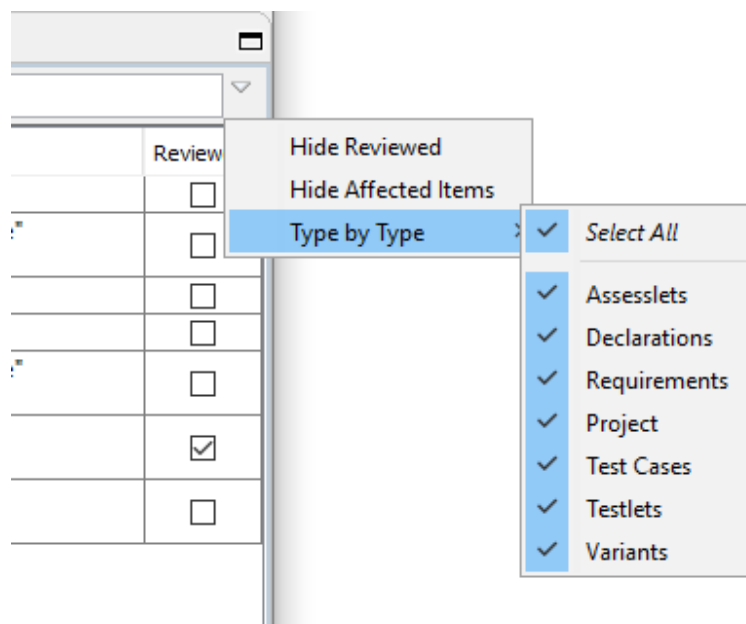 Review
Hide Reviewed
Hide Affected Items
Type by Type
Select All
Assesslets
Declarations
Requirements
Project
Test Cases
Testlets
Variants